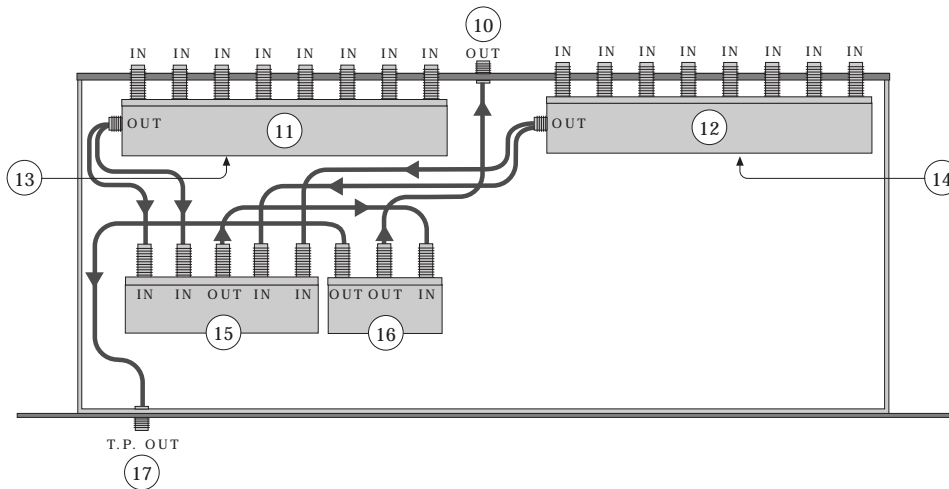 10
IN IN IN IN IN IN IN IN OUT IN IN IN IN IN IN IN IN
OUT 11 OUT 12
13 14
IN IN OUT IN IN OUT OUT IN
15 16
T.P. OUT
17